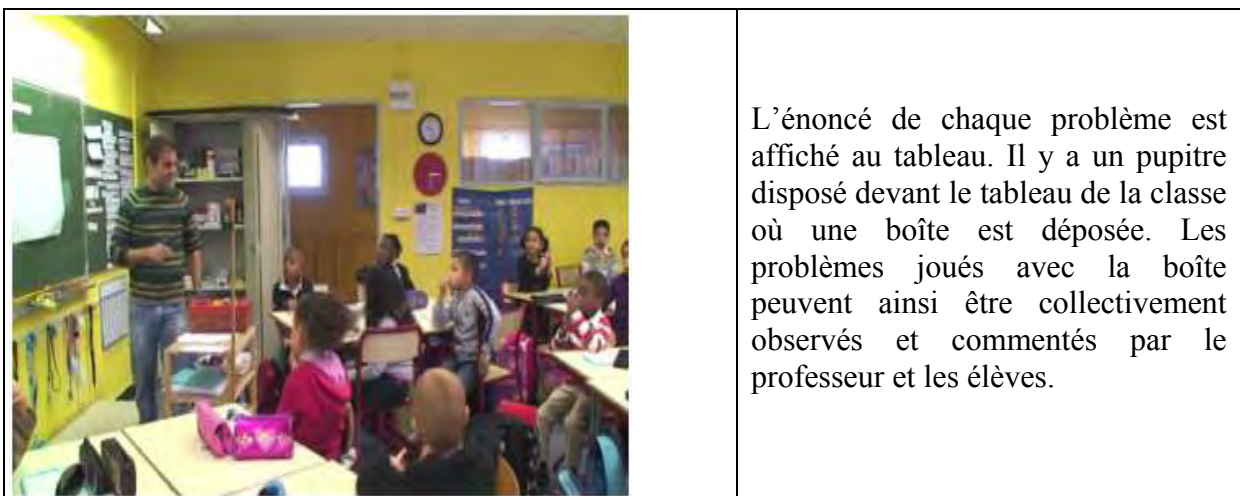 L’énoncé de chaque problème est
affiché au tableau. Il y a un pupitre
disposé devant le tableau de la classe
où une boîte est déposée. Les
problèmes joués avec la boîte
peuvent ainsi être collectivement
observés et commentés par le
professeur et les élèves.